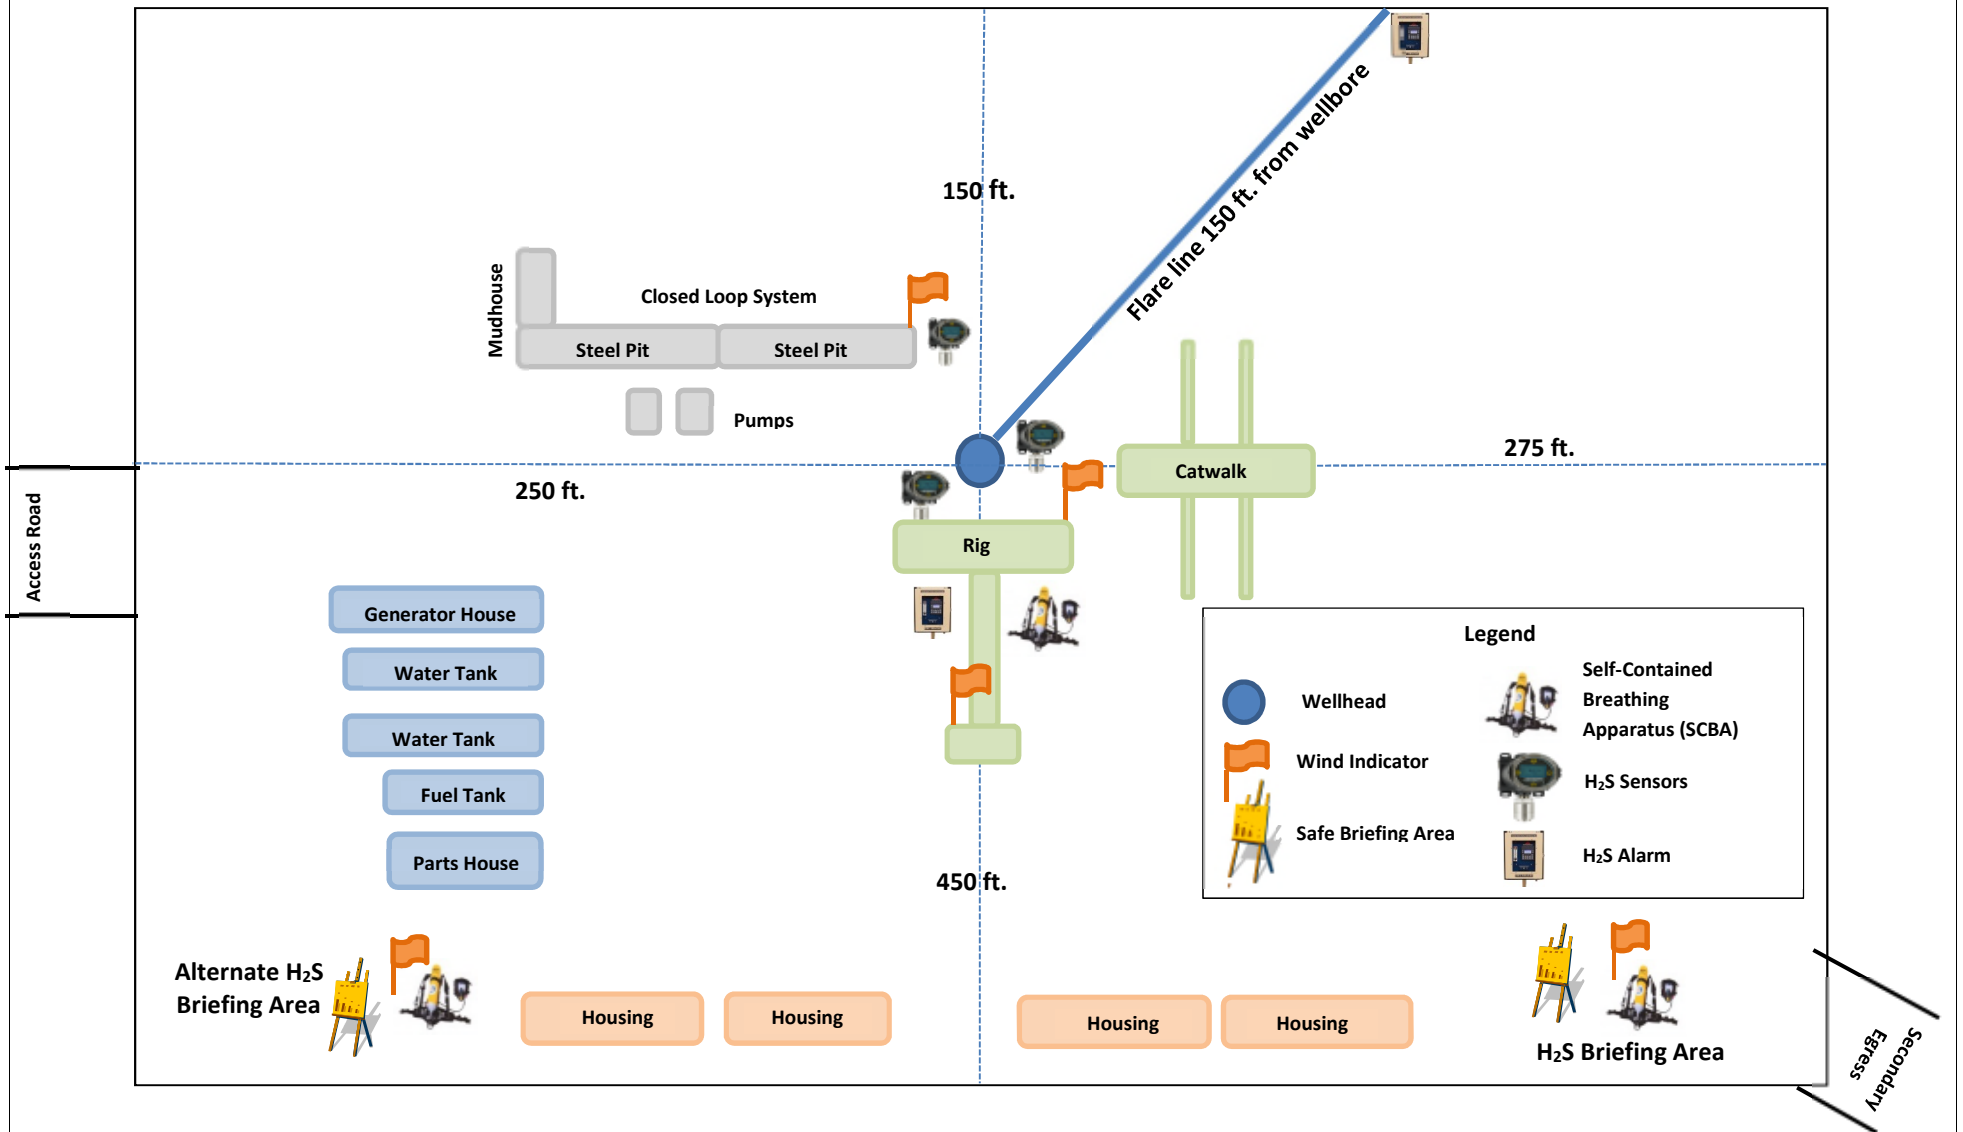 150 ft.
Flare line 150 ft. from wellbore
Mudhouse
Closed Loop System
Steel Pit
Steel Pit
Pumps
275 ft.
Catwalk
250 ft.
Access Road
Rig
Generator House
Water Tank
Water Tank
Fuel Tank
Parts House
450 ft.
Legend
Wellhead
Wind Indicator
Safe Briefing Area
Self-Contained
Breathing
Apparatus (SCBA)
H₂S Sensors
H₂S Alarm
Alternate H₂S
Briefing Area
Housing
Housing
Housing
Housing
H₂S Briefing Area
Secondary
Egress